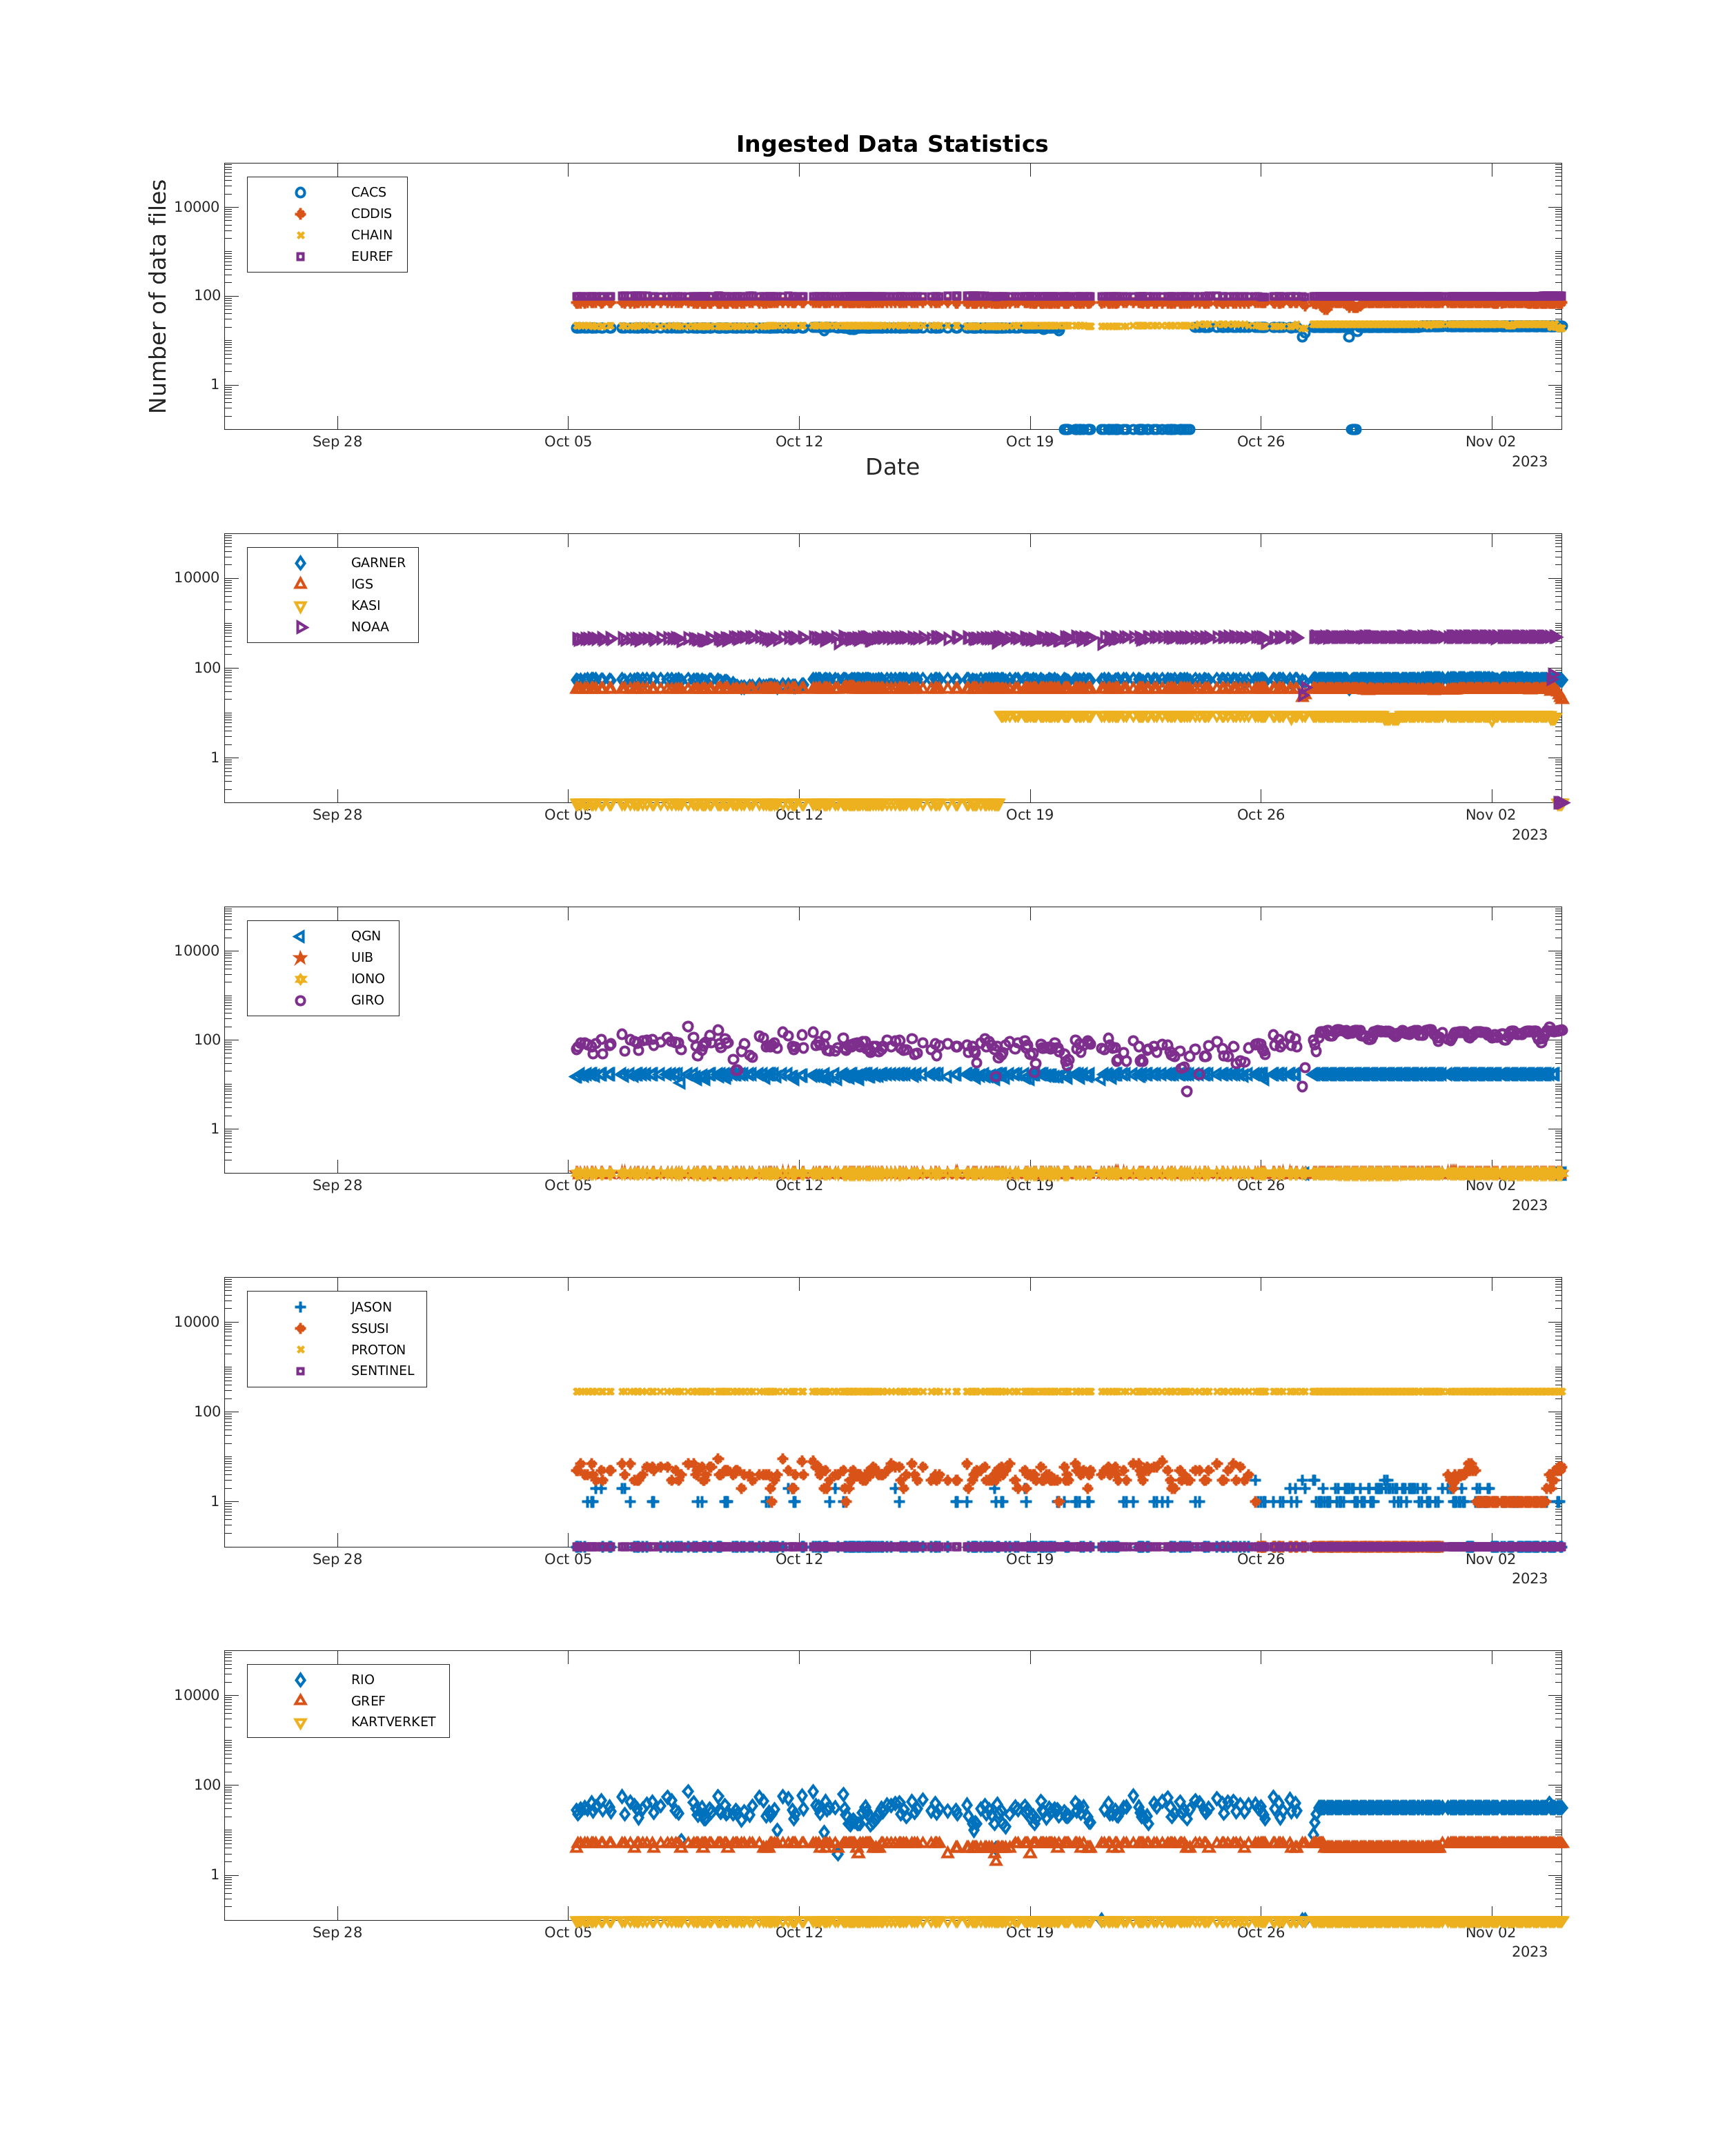 Ingested Data Statistics
Number of data files
CACS
CDDIS
CHAIN
EUREF
10000
100
1
Sep 28 Oct 05 Oct 12 Oct 19 Oct 26 Nov 02
2023
Date
GARNER
IGS
KASI
NOAA
10000
100
1
Sep 28 Oct 05 Oct 12 Oct 19 Oct 26 Nov 02
2023
QGN
UIB
IONO
GIRO
10000
100
1
Sep 28 Oct 05 Oct 12 Oct 19 Oct 26 Nov 02
2023
JASON
SSUSI
PROTON
SENTINEL
10000
100
1
Sep 28 Oct 05 Oct 12 Oct 19 Oct 26 Nov 02
2023
RIO
GREF
KARTVERKET
10000
100
1
Sep 28 Oct 05 Oct 12 Oct 19 Oct 26 Nov 02
2023